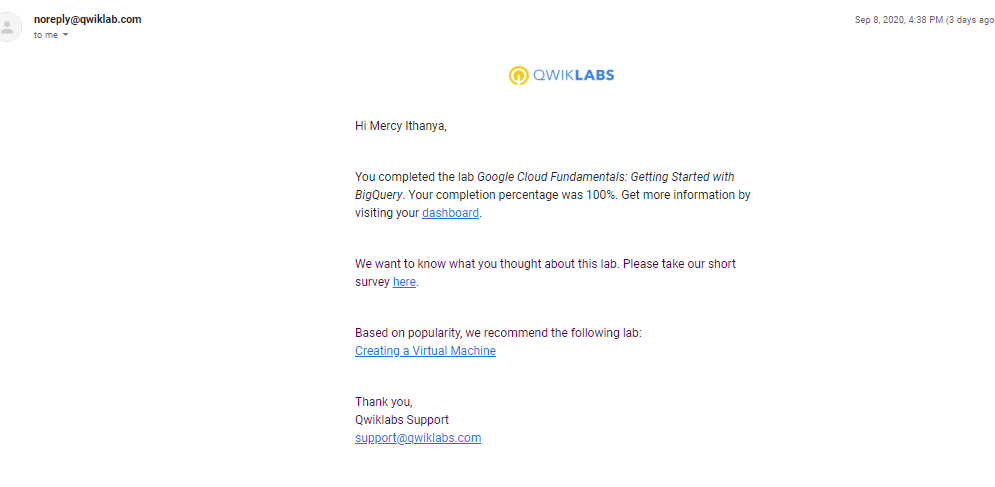 noreply@qwiklab.com
Sep 8, 2020, 4:38 PM (3 days ago
to me
QWIKLABS
Hi Mercy Ithanya,
You completed the lab Google Cloud Fundamentals: Getting Started with
BigQuery. Your completion percentage was 100%. Get more information by
visiting your dashboard.
We want to know what you thought about this lab. Please take our short
survey here.
Based on popularity, we recommend the following lab:
Creating a Virtual Machine
Thank you,
Qwiklabs Support
support@qwiklabs.com